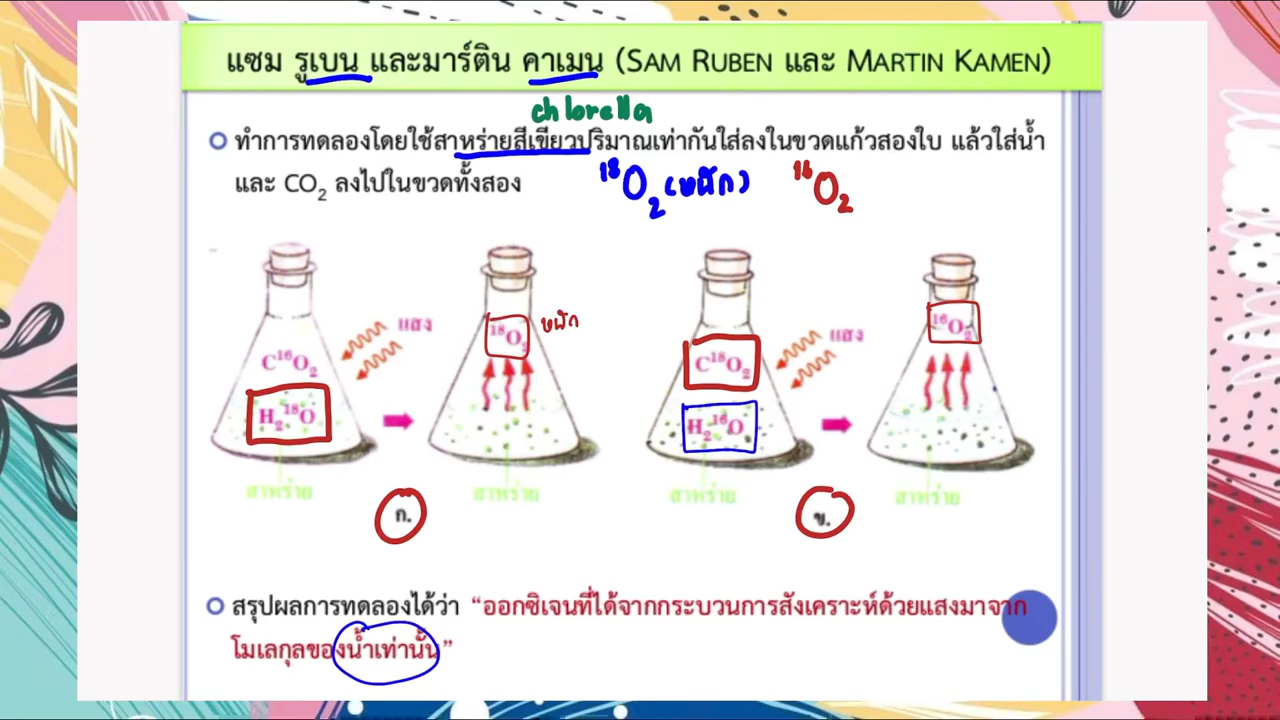 แซม รูเบน และมาร์ติน คาเมน (SAM RUBEN และ MARTIN KAMEN)
chlorella
ทำการทดลองโดยใช้สาหร่ายสีเขียวปริมาณเท่ากันใส่ลงในขวดแก้วสองใบ แล้วใส่น้ำ
และ CO₂ ลงไปในขวดทั้งสอง
¹⁸O₂ (หนัก) ¹⁶O₂
แสง ¹⁸O₂ หนัก แสง ¹⁶O₂
C¹⁶O₂ C¹⁸O₂
H₂¹⁸O H₂¹⁶O
สาหร่าย สาหร่าย สาหร่าย สาหร่าย
ก. ข.
สรุปผลการทดลองได้ว่า “ออกซิเจนที่ได้จากกระบวนการสังเคราะห์ด้วยแสงมาจาก
โมเลกุลของน้ำเท่านั้น”